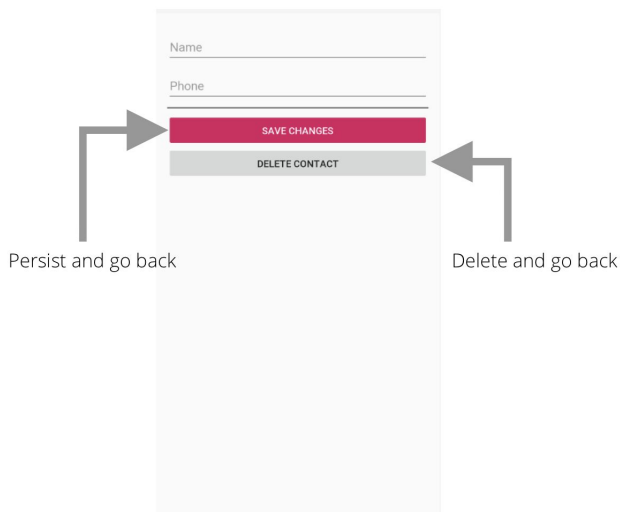 Name
Phone
SAVE CHANGES
DELETE CONTACT
Persist and go back
Delete and go back